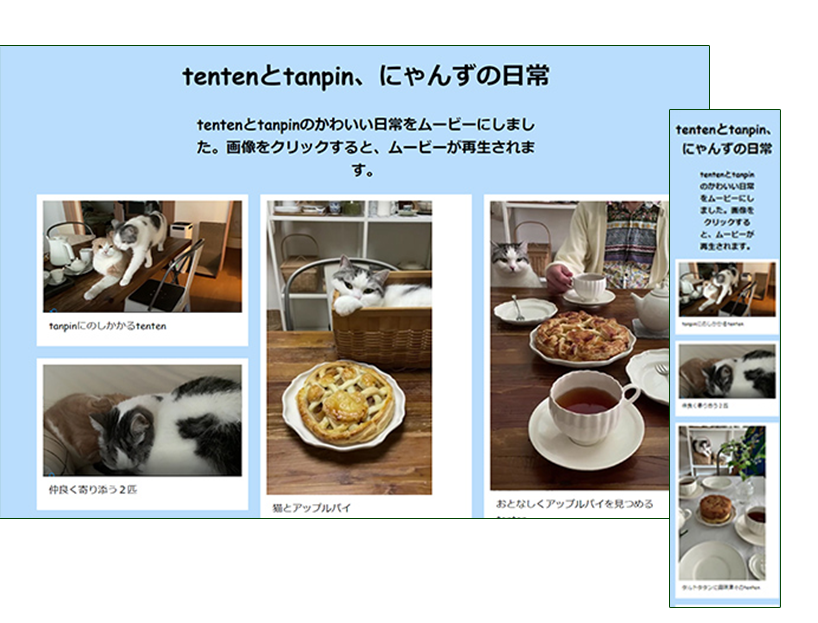 tentenとtanpin、にゃんずの日常
tentenとtanpinのかわいい日常をムービーにしまし
た。画像をクリックすると、ムービーが再生されま
す。
tanpinにのしかかるtenten
仲良く寄り添う２匹
猫とアップルパイ
おとなしくアップルパイを見つめる
tentenとtanpin、
にゃんずの日常
tentenとtanpin
のかわいい日常
をムービーにし
ました。画像を
クリックする
と、ムービーが
再生されます。
tanpinにのしかかるtenten
仲良く寄り添う２匹